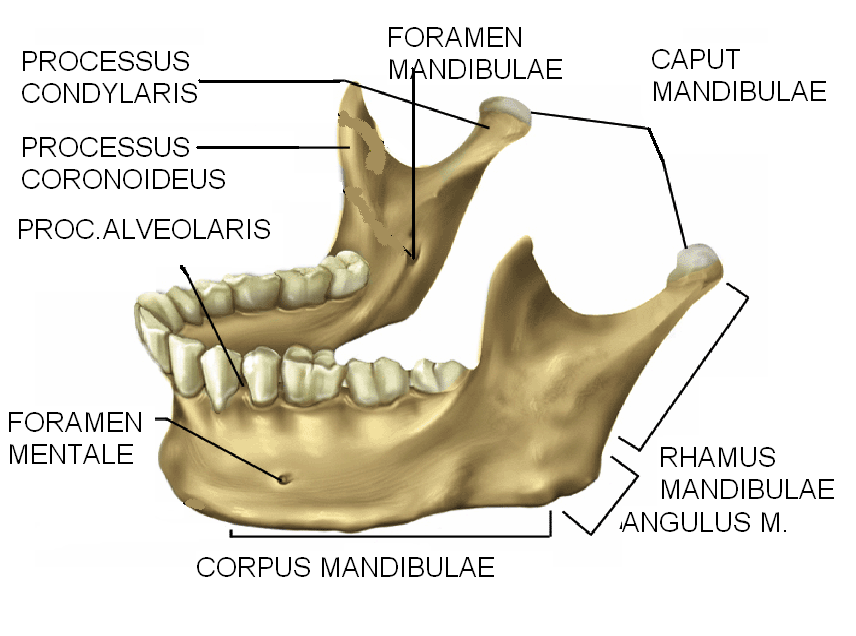 FORAMEN
MANDIBULAE
PROCESSUS
CONDYLARIS
CAPUT
MANDIBULAE
PROCESSUS
CORONOIDEUS
PROC.ALVEOLARIS
FORAMEN
MENTALE
RHAMUS
MANDIBULAE
ANGULUS M.
CORPUS MANDIBULAE